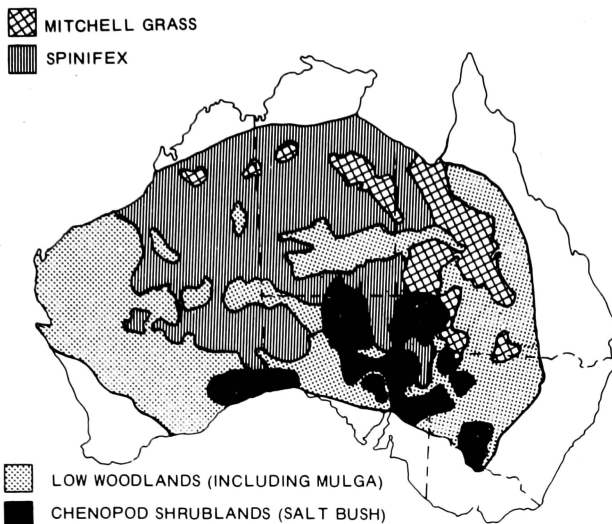 MITCHELL GRASS
SPINIFEX
LOW WOODLANDS (INCLUDING MULGA)
CHENOPOD SHRUBLANDS (SALT BUSH)